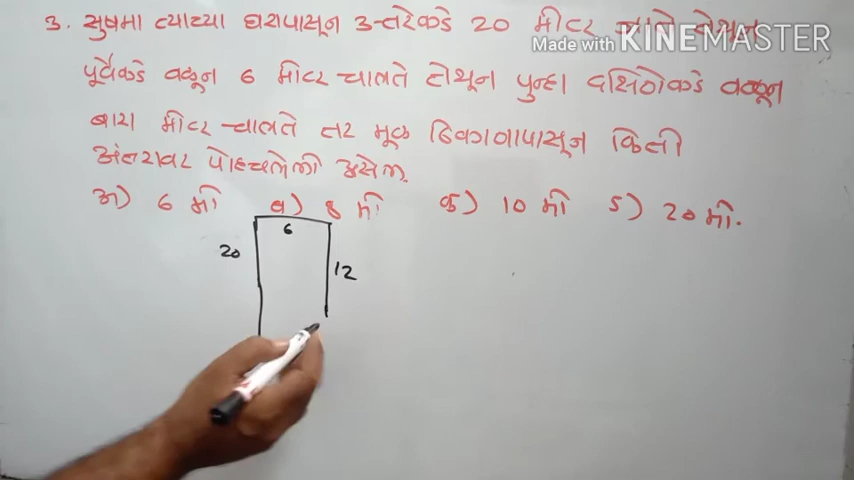 3. सुषमा त्याच्या घरापासून उत्तरेकडे 20 मीटर चालते तेथून
Made with KINEMASTER
पूर्वेकडे वळून 6 मीटर चालते तेथून पुन्हा दक्षिणेकडे वळून
बारा मीटर चालते तर मूळ ठिकाणापासून किती
अंतरावर पोहचलेली असेल.
अ) 6 मी ब) 8 मी क) 10 मी ड) 20 मी.
6
20
12